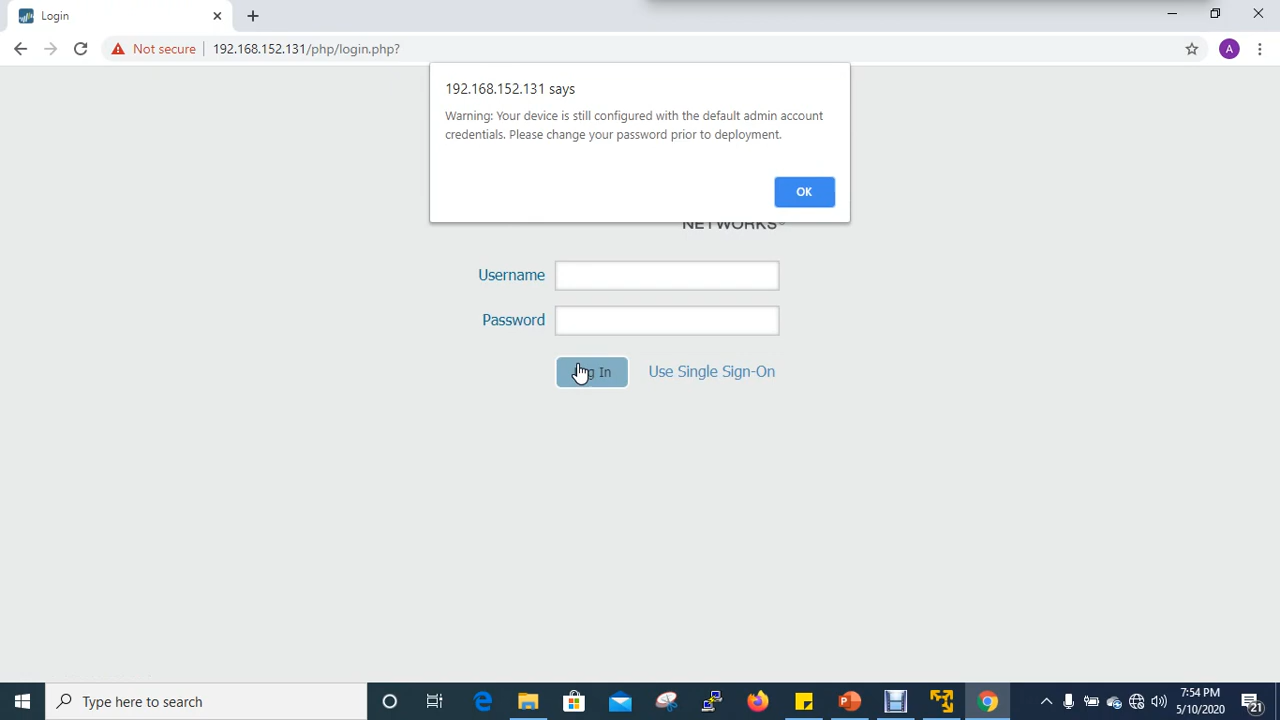 Login
Not secure
192.168.152.131/php/login.php?
A
192.168.152.131 says
Warning: Your device is still configured with the default admin account
credentials. Please change your password prior to deployment.
OK
NETWORKS®
Username
Password
Log In
Use Single Sign-On
Type here to search
7:54 PM
5/10/2020
21